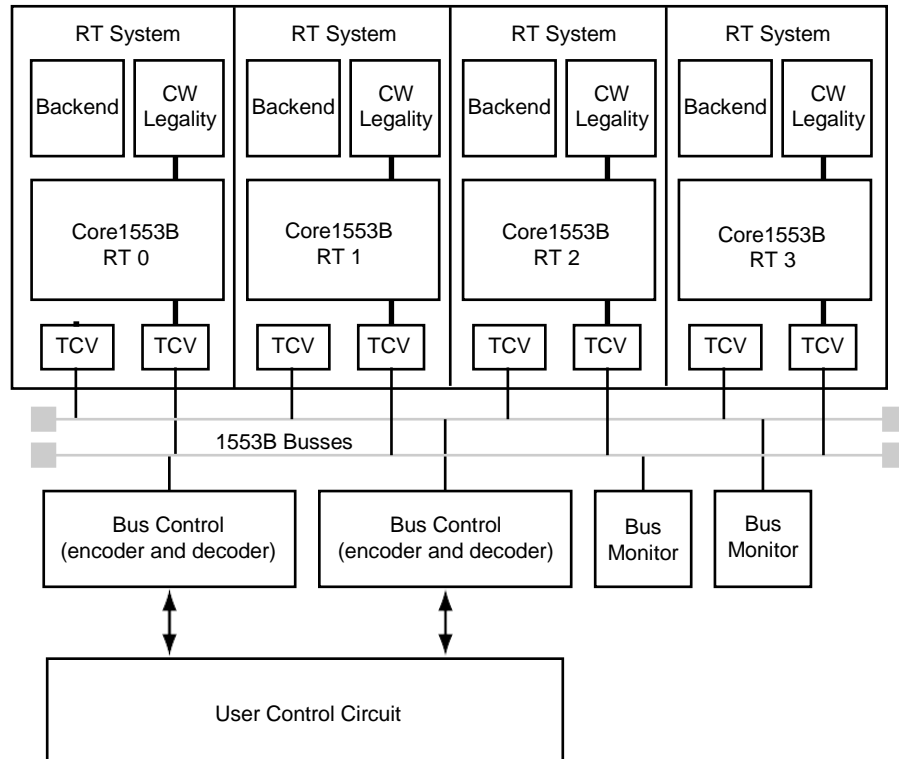 RT System
RT System
RT System
RT System
Backend
CW
Legality
Backend
CW
Legality
Backend
CW
Legality
Backend
CW
Legality
Core1553B
RT 0
Core1553B
RT 1
Core1553B
RT 2
Core1553B
RT 3
TCV
TCV
TCV
TCV
TCV
TCV
TCV
TCV
1553B Busses
Bus Control
(encoder and decoder)
Bus Control
(encoder and decoder)
Bus
Monitor
Bus
Monitor
User Control Circuit